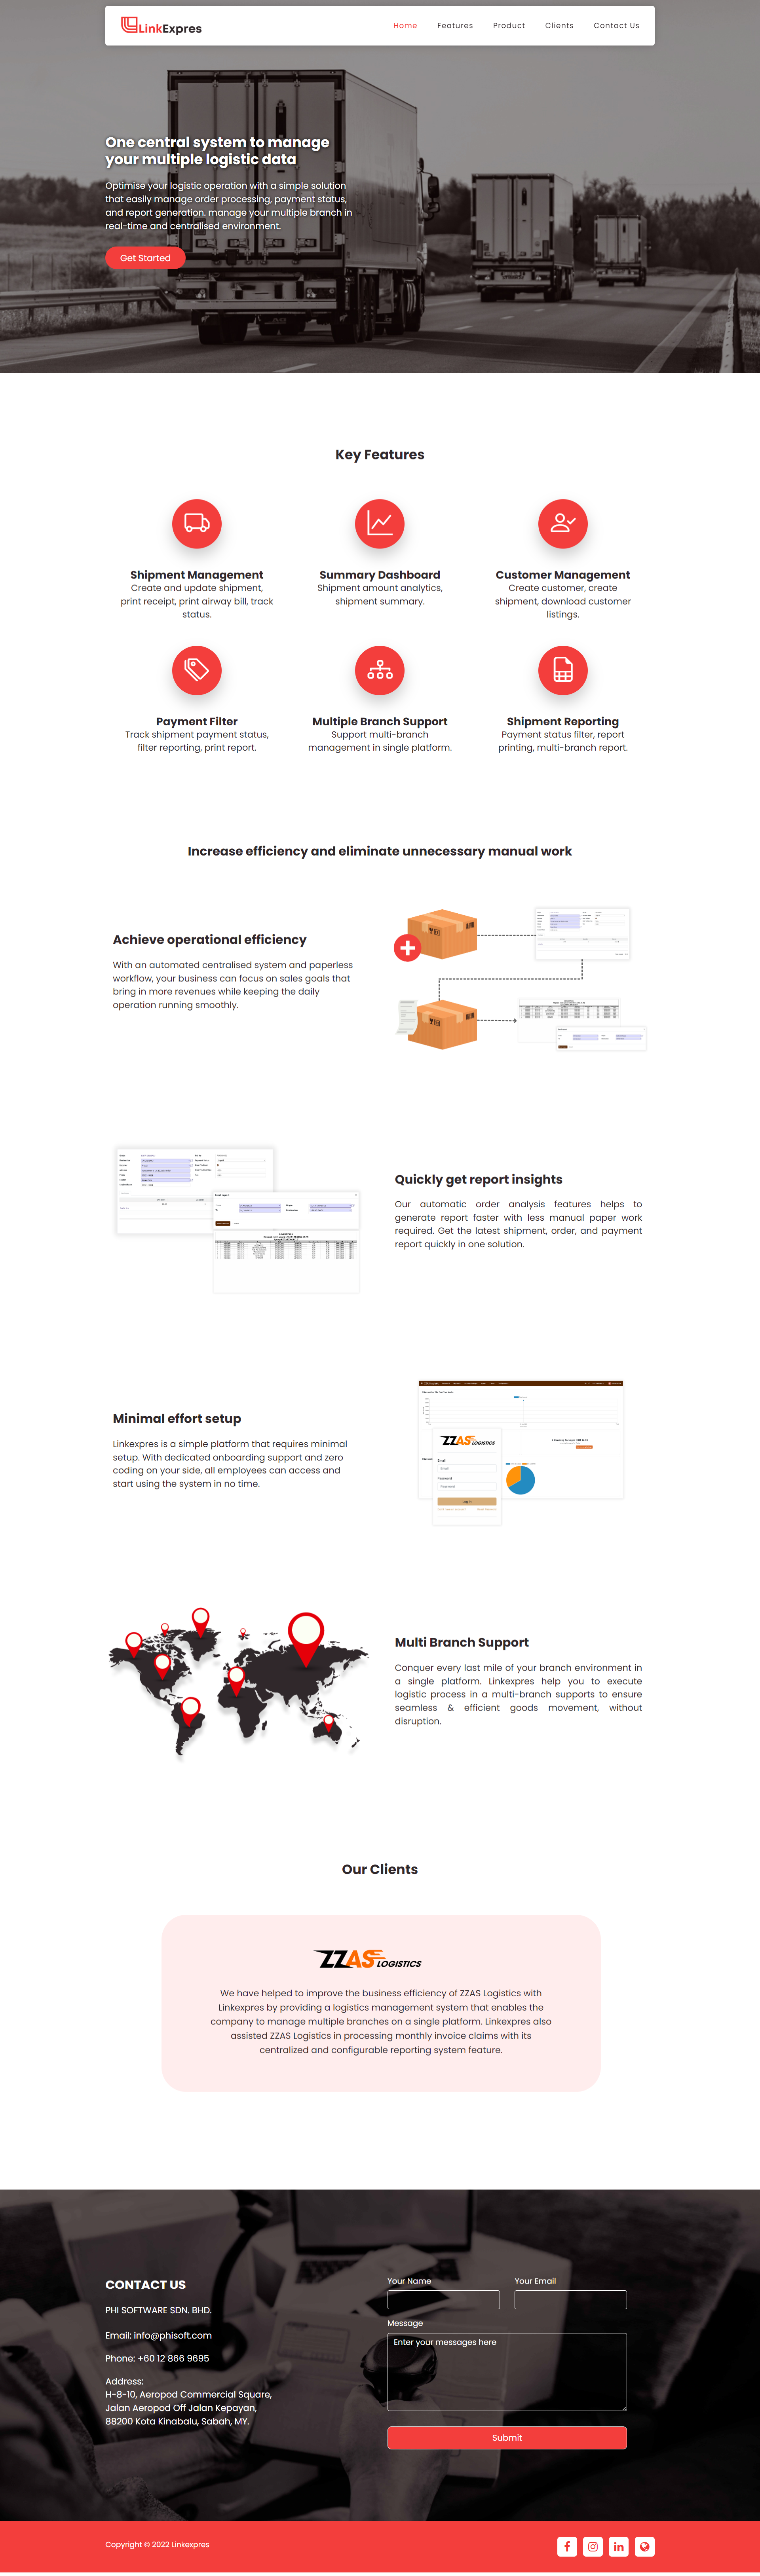 LinkExpres
Home Features Product Clients Contact Us
One central system to manage
your multiple logistic data
Optimise your logistic operation with a simple solution
that easily manage order processing, payment status,
and report generation. manage your multiple branch in
real-time and centralised environment.
Get Started
Key Features
Shipment Management
Create and update shipment,
print receipt, print airway bill, track
status.
Summary Dashboard
Shipment amount analytics,
shipment summary.
Customer Management
Create customer, create
shipment, download customer
listings.
Payment Filter
Track shipment payment status,
filter reporting, print report.
Multiple Branch Support
Support multi-branch
management in single platform.
Shipment Reporting
Payment status filter, report
printing, multi-branch report.
Increase efficiency and eliminate unnecessary manual work
Achieve operational efficiency
With an automated centralised system and paperless
workflow, your business can focus on sales goals that
bring in more revenues while keeping the daily
operation running smoothly.
Quickly get report insights
Our automatic order analysis features helps to
generate report faster with less manual paper work
required. Get the latest shipment, order, and payment
report quickly in one solution.
Minimal effort setup
Linkexpres is a simple platform that requires minimal
setup. With dedicated onboarding support and zero
coding on your side, all employees can access and
start using the system in no time.
ZZAS LOGISTICS
Email
Email
Password
Password
Log In
Multi Branch Support
Conquer every last mile of your branch environment in
a single platform. Linkexpres help you to execute
logistic process in a multi-branch supports to ensure
seamless & efficient goods movement, without
disruption.
Our Clients
ZZAS LOGISTICS
We have helped to improve the business efficiency of ZZAS Logistics with
Linkexpres by providing a logistics management system that enables the
company to manage multiple branches on a single platform. Linkexpres also
assisted ZZAS Logistics in processing monthly invoice claims with its
centralized and configurable reporting system feature.
CONTACT US
PHI SOFTWARE SDN. BHD.
Email: info@phisoft.com
Phone: +60 12 866 9695
Address:
H-8-10, Aeropod Commercial Square,
Jalan Aeropod Off Jalan Kepayan,
88200 Kota Kinabalu, Sabah, MY.
Your Name
Your Email
Message
Enter your messages here
Submit
Copyright © 2022 Linkexpres